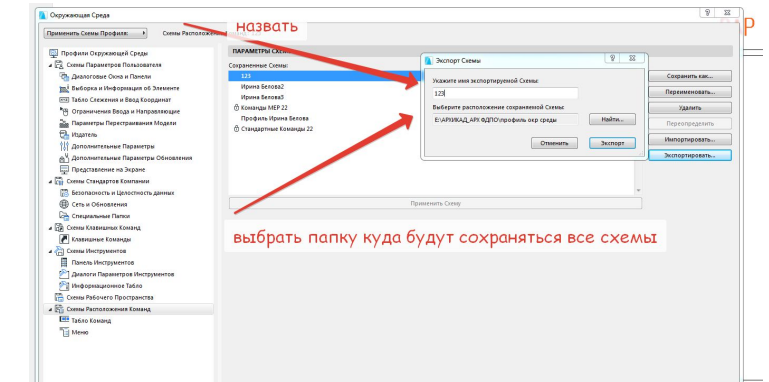 Окружающая Среда
назвать
Применить Схемы Профиля:
Схемы Расположен
Профили Окружающей Среды
Схемы Параметров Пользователя
Диалоговые Окна и Панели
Выборка и Информация об Элементе
Табло Слежения и Ввод Координат
Ограничения Ввода и Направляющие
Параметры Перестраивания Модели
Издатель
Дополнительные Параметры
Дополнительные Параметры Обновления
Представление на Экране
Схемы Стандартов Компании
Безопасность и Целостность данных
Сеть и Обновления
Специальные Папки
Схемы Клавишных Команд
Клавишные Команды
Схемы Инструментов
Панель Инструментов
Диалоги Параметров Инструментов
Информационное Табло
Схемы Рабочего Пространства
Схемы Расположения Команд
Табло Команд
Меню
ПАРАМЕТРЫ СХЕМ
Сохраненные Схемы:
123
Ирина Белова2
Ирина Белова3
Команды MEP 22
Профиль Ирина Белова
Стандартные Команды 22
Применить Схему
Экспорт Схемы
Укажите имя экспортируемой Схемы:
123
Выберите расположение сохраняемой Схемы:
E:\АРХИКАД_АРХ ФДПО\профиль окр среды
Найти...
Отменить
Экспорт
Сохранить как...
Переименовать...
Удалить
Переопределить
Импортировать...
Экспортировать...
выбрать папку куда будут сохраняться все схемы